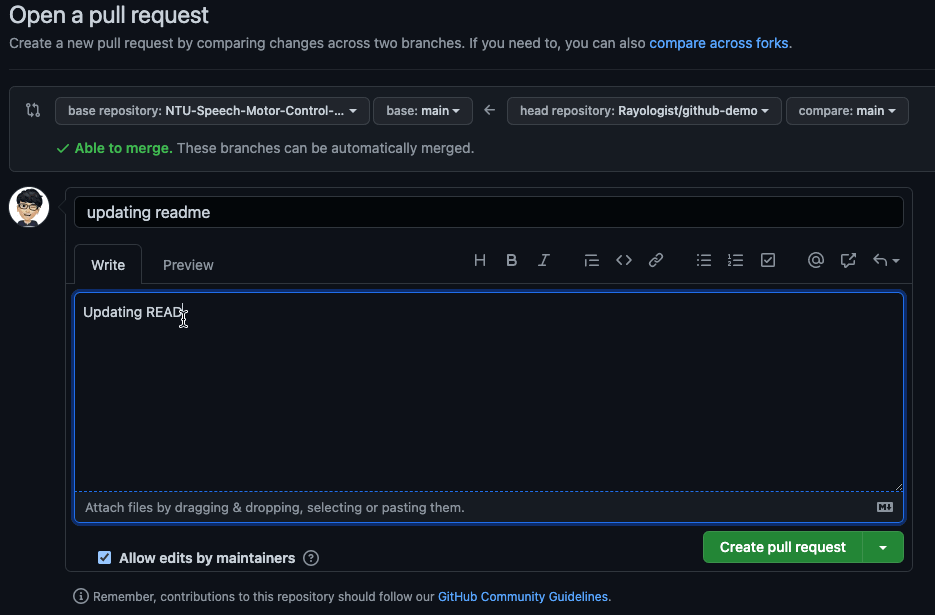 Open a pull request
Create a new pull request by comparing changes across two branches. If you need to, you can also compare across forks.
base repository: NTU-Speech-Motor-Control-... base: main ← head repository: Rayologist/github-demo compare: main
✓ Able to merge. These branches can be automatically merged.
updating readme
Write Preview
Updating READ
Attach files by dragging & dropping, selecting or pasting them.
Allow edits by maintainers
Create pull request
Remember, contributions to this repository should follow our GitHub Community Guidelines.